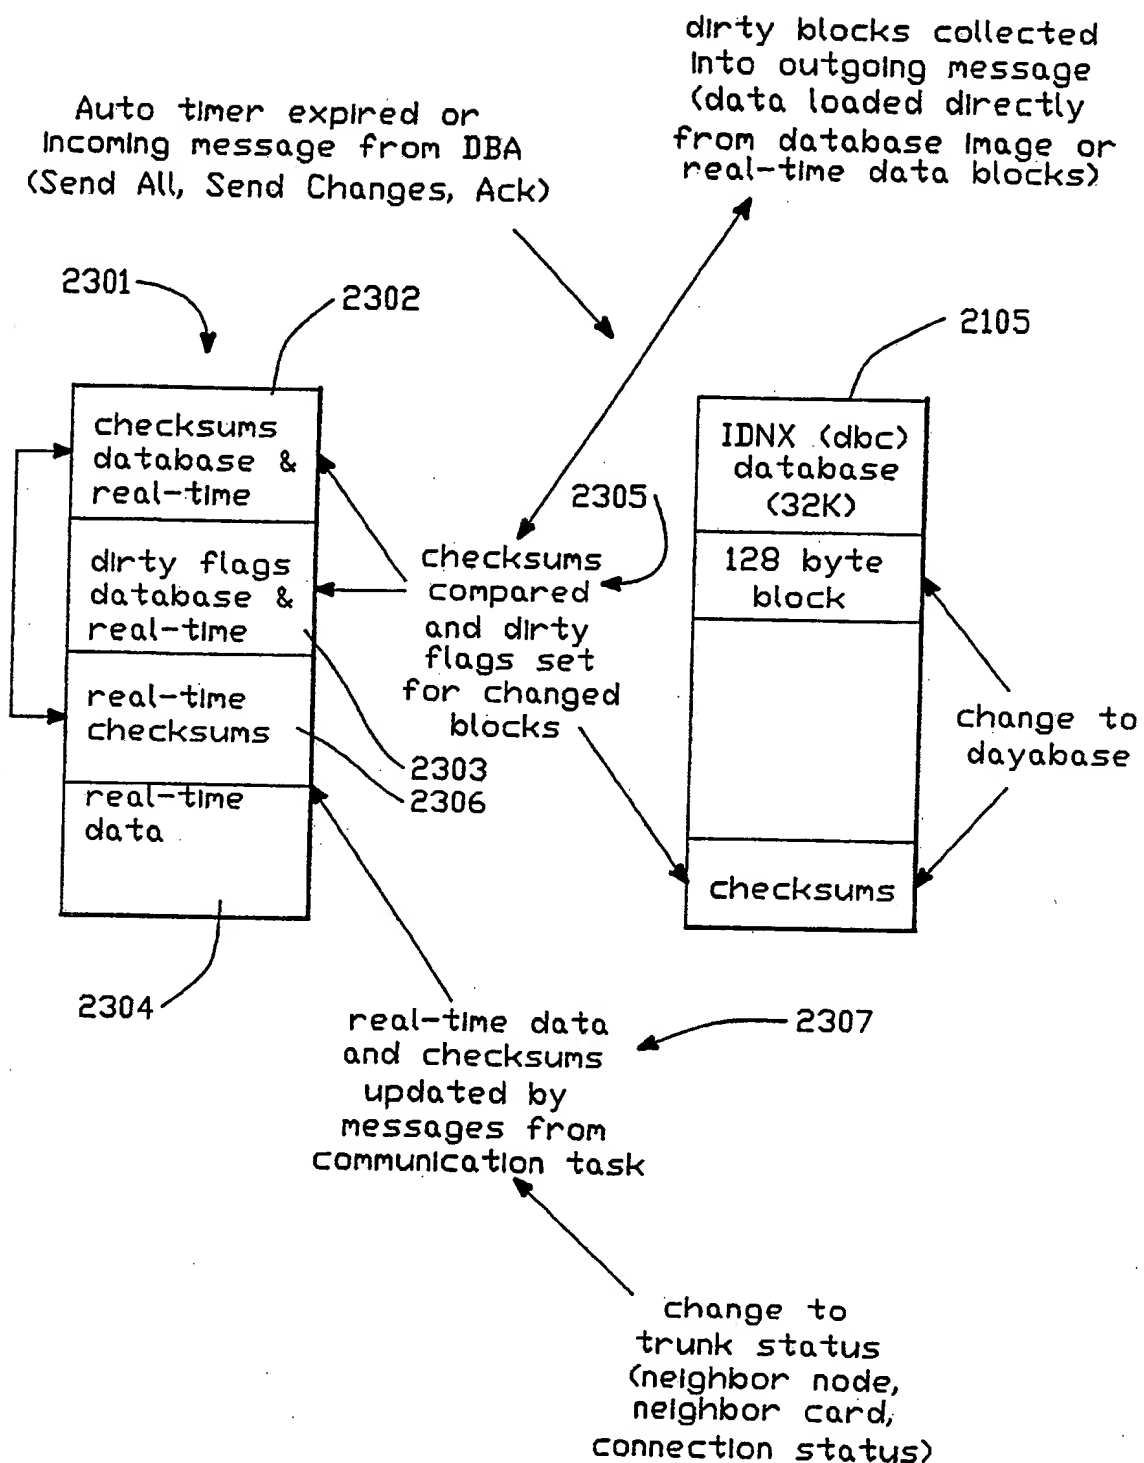 dirty blocks collected
into outgoing message
(data loaded directly
from database image or
real-time data blocks)
Auto timer expired or
incoming message from DBA
(Send All, Send Changes, Ack)
2301
2302
2105
checksums
database &
real-time
dirty flags
database &
real-time
real-time
checksums
real-time
data
2305
checksums
compared
and dirty
flags set
for changed
blocks
2303
2306
IDNX (dbc)
database
(32K)
128 byte
block
checksums
change to
dayabase
2304
real-time data
and checksums
updated by
messages from
communication task
2307
change to
trunk status
(neighbor node,
neighbor card,
connection status)